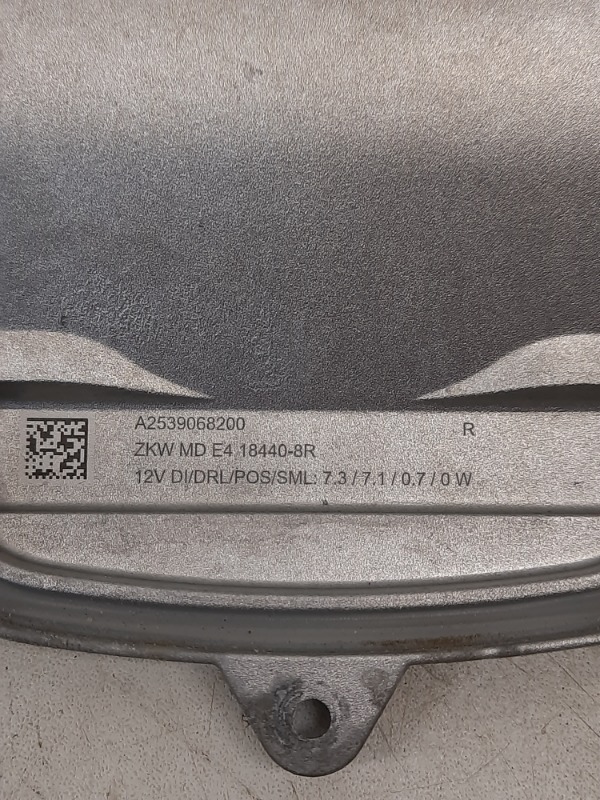 A2539068200
R
ZKW MD E4 18440-8R
12V DI/DRL/POS/SML: 7.3 / 7.1 / 0.7 / 0 W